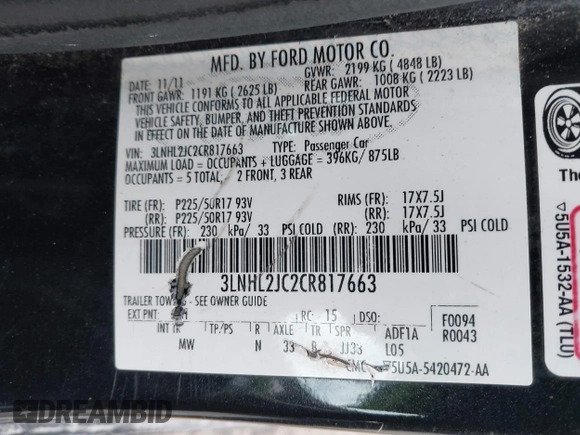 MFD. BY FORD MOTOR CO.
11/11 GVWR: 2199 KG ( 4848 LB)
FRONT GAWR: 1191 KG ( 2625 LB) REAR GAWR: 1008 KG ( 2223 LB)
THIS VEHICLE CONFORMS TO ALL APPLICABLE FEDERAL MOTOR
VEHICLE SAFETY, BUMPER, AND THEFT PREVENTION STANDARDS
IN EFFECT ON THE DATE OF MANUFACTURE SHOWN ABOVE.
VIN: 3LNHL2JC2CR817663 TYPE: Passenger Car
MAXIMUM LOAD = OCCUPANTS + LUGGAGE = 396KG/ 875LB
OCCUPANTS = 5 TOTAL, 2 FRONT, 3 REAR
TIRE (FR): P225/50R17 93V RIMS (FR): 17X7.5J
(RR): P225/50R17 93V (RR): 17X7.5J
PRESSURE (FR): 230 kPa/ 33 PSI COLD (RR): 230 kPa/ 33 PSI COLD
3LNHL2JC2CR817663
TRAILER - SEE OWNER GUIDE
EXT PNT: RC: 15 DSO: F0094
INT TR TP/PS R AXLE TR SPR ADF1A R0043
MW N 33 JJ33 L05
5U5A-5420472-AA
5U5A-1532-AA (TLU)
DREAMBID